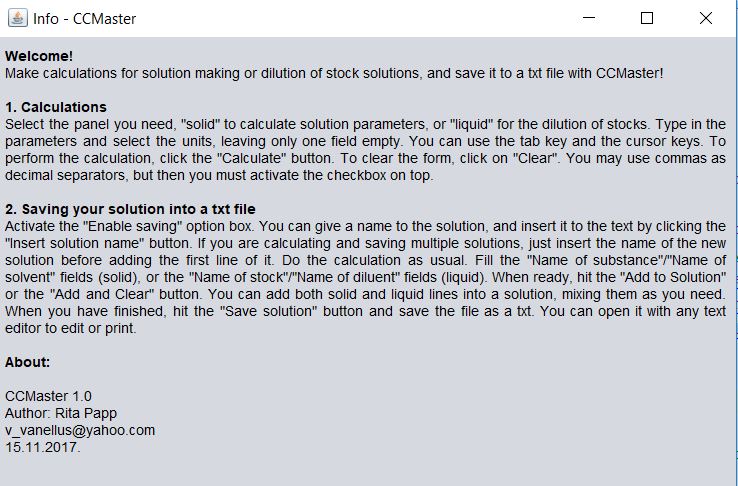 Info - CCMaster
Welcome!
Make calculations for solution making or dilution of stock solutions, and save it to a txt file with CCMaster!
1. Calculations
Select the panel you need, "solid" to calculate solution parameters, or "liquid" for the dilution of stocks. Type in the
parameters and select the units, leaving only one field empty. You can use the tab key and the cursor keys. To
perform the calculation, click the "Calculate" button. To clear the form, click on "Clear". You may use commas as
decimal separators, but then you must activate the checkbox on top.
2. Saving your solution into a txt file
Activate the "Enable saving" option box. You can give a name to the solution, and insert it to the text by clicking the
"Insert solution name" button. If you are calculating and saving multiple solutions, just insert the name of the new
solution before adding the first line of it. Do the calculation as usual. Fill the "Name of substance"/"Name of
solvent" fields (solid), or the "Name of stock"/"Name of diluent" fields (liquid). When ready, hit the "Add to Solution"
or the "Add and Clear" button. You can add both solid and liquid lines into a solution, mixing them as you need.
When you have finished, hit the "Save solution" button and save the file as a txt. You can open it with any text
editor to edit or print.
About:
CCMaster 1.0
Author: Rita Papp
v_vanellus@yahoo.com
15.11.2017.